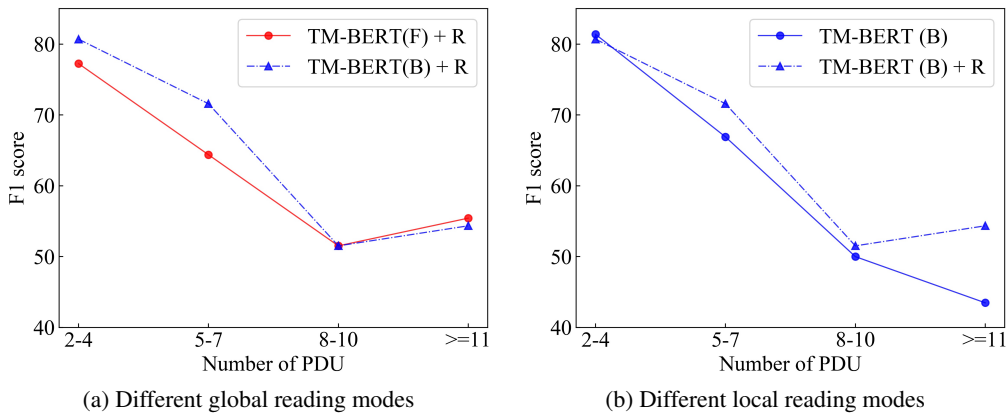 F1 score
80
70
60
50
40
2-4
5-7
8-10
>=11
Number of PDU
TM-BERT(F) + R
TM-BERT(B) + R
(a) Different global reading modes
F1 score
80
70
60
50
40
2-4
5-7
8-10
>=11
Number of PDU
TM-BERT (B)
TM-BERT (B) + R
(b) Different local reading modes